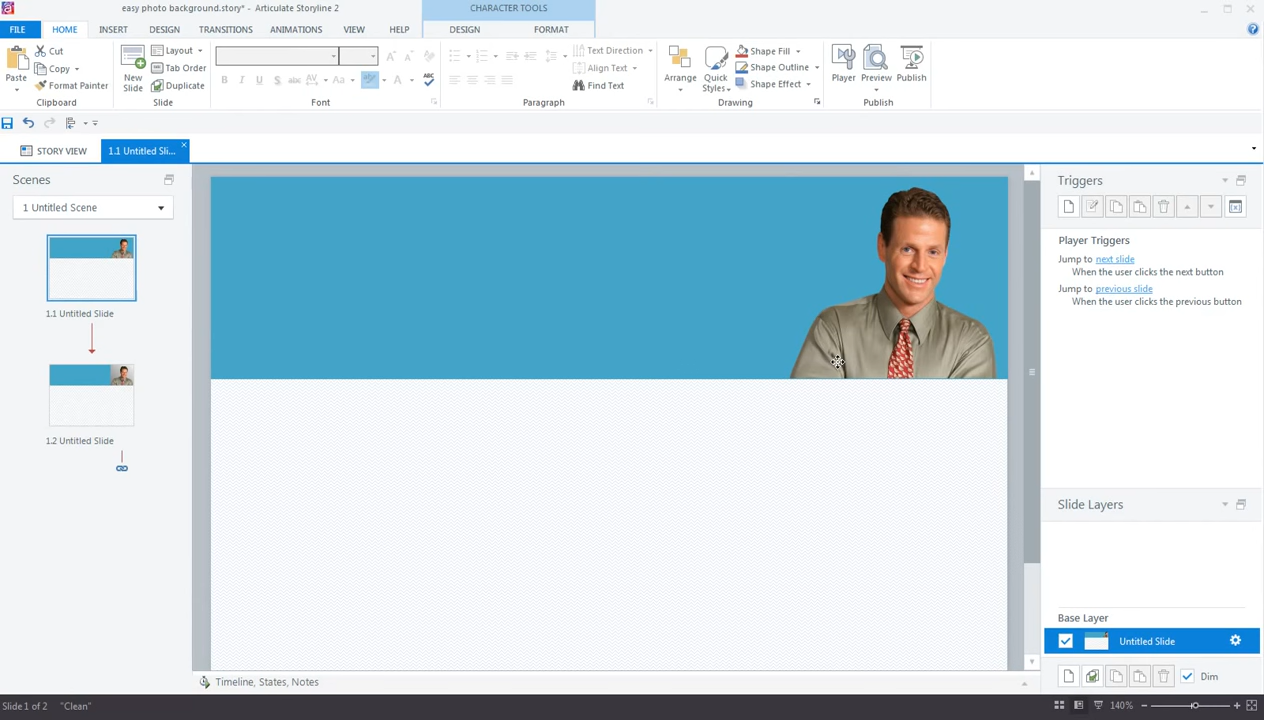 easy photo background.story* - Articulate Storyline 2
CHARACTER TOOLS
FILE HOME INSERT DESIGN TRANSITIONS ANIMATIONS VIEW HELP DESIGN FORMAT
Paste
Cut
Copy
Format Painter
Clipboard
New Slide
Layout
Tab Order
Duplicate
Slide
B I U S abc AV Aa A ABC
Font
Text Direction
Align Text
Find Text
Paragraph
Arrange
Quick Styles
Shape Fill
Shape Outline
Shape Effect
Drawing
Player
Preview
Publish
Publish
STORY VIEW
1.1 Untitled Sli...
Scenes
1 Untitled Scene
1.1 Untitled Slide
1.2 Untitled Slide
Triggers
Player Triggers
Jump to next slide
When the user clicks the next button
Jump to previous slide
When the user clicks the previous button
Slide Layers
Base Layer
Untitled Slide
Dim
Timeline, States, Notes
Slide 1 of 2 "Clean"
140%